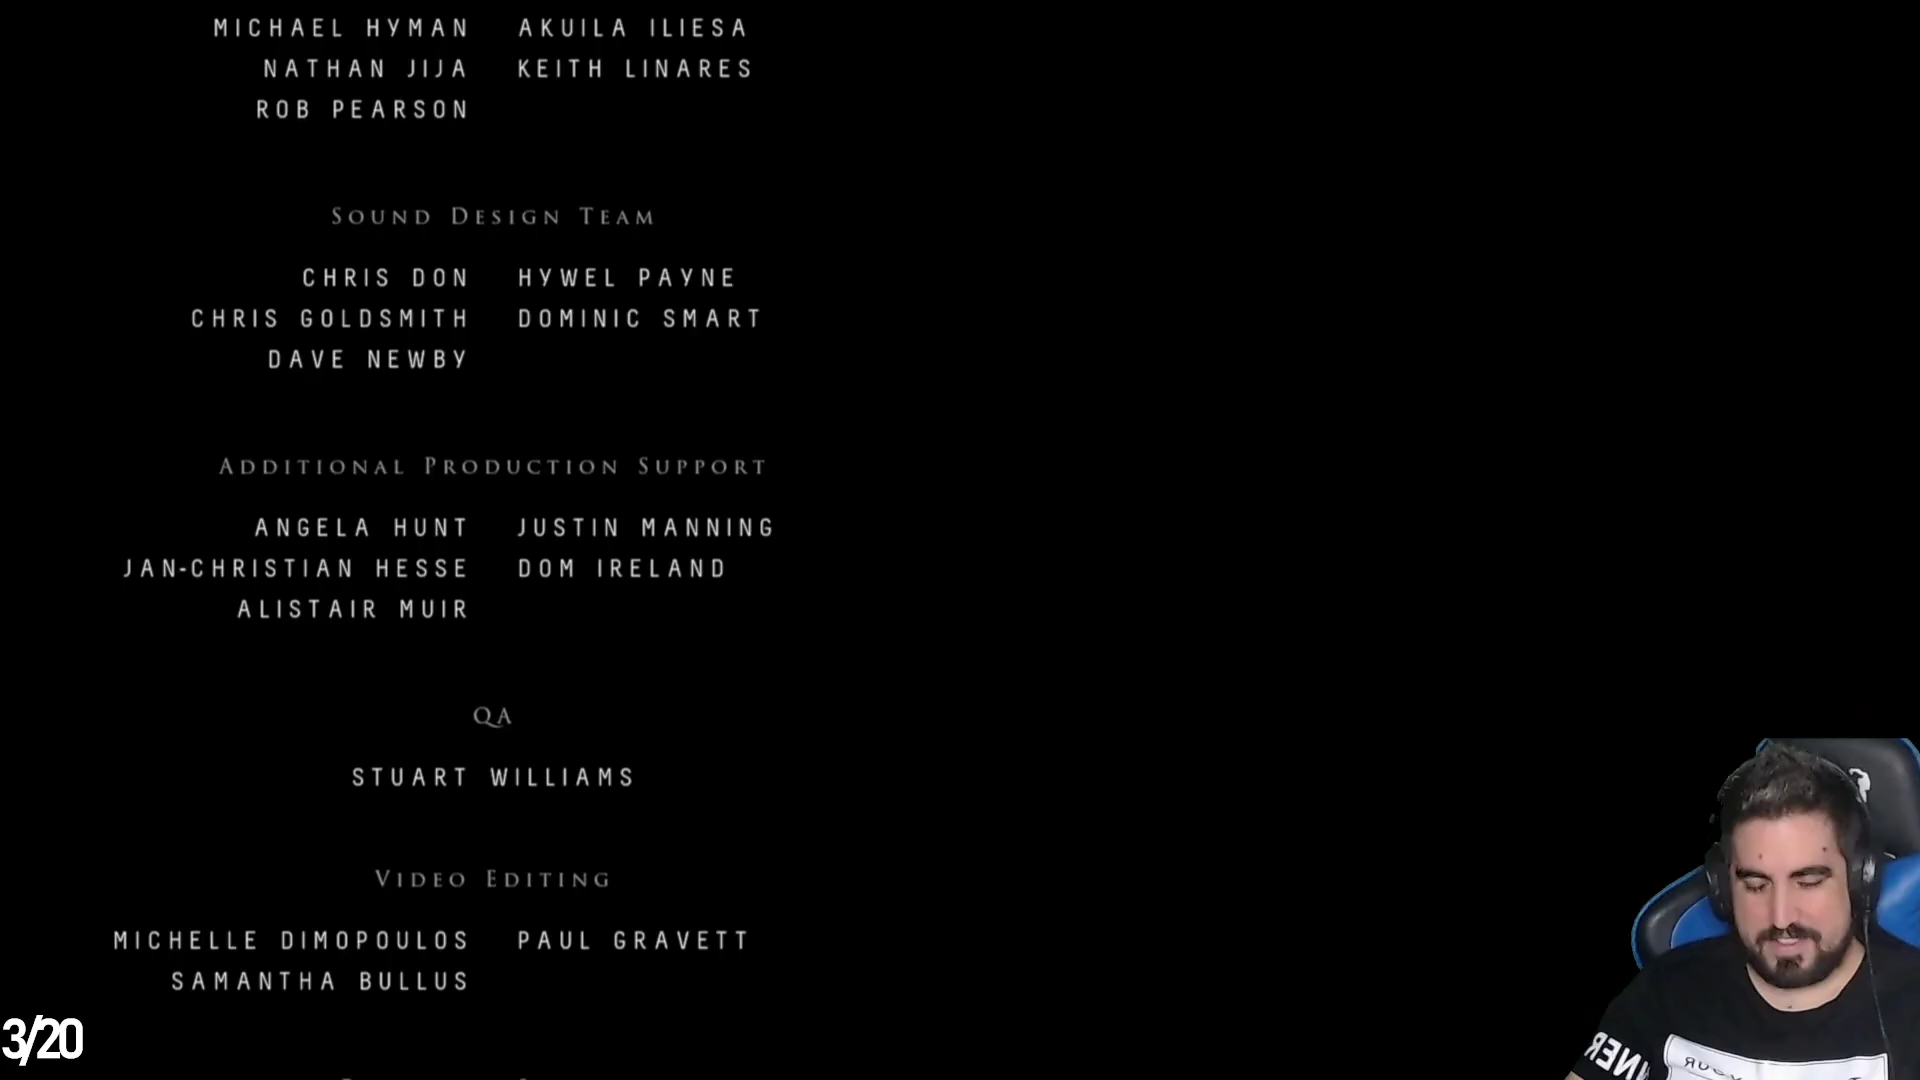 MICHAEL HYMAN AKUILA ILIESA
NATHAN JIJA KEITH LINARES
ROB PEARSON
SOUND DESIGN TEAM
CHRIS DON HYWEL PAYNE
CHRIS GOLDSMITH DOMINIC SMART
DAVE NEWBY
ADDITIONAL PRODUCTION SUPPORT
ANGELA HUNT JUSTIN MANNING
JAN-CHRISTIAN HESSE DOM IRELAND
ALISTAIR MUIR
QA
STUART WILLIAMS
VIDEO EDITING
MICHELLE DIMOPOULOS PAUL GRAVETT
SAMANTHA BULLUS
3/20